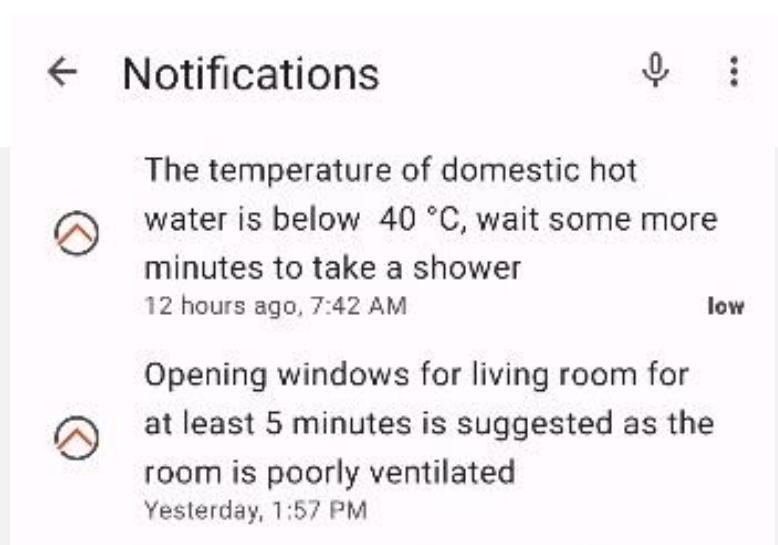 Notifications
The temperature of domestic hot
water is below  40 °C, wait some more
minutes to take a shower
12 hours ago, 7:42 AM
low
Opening windows for living room for
at least 5 minutes is suggested as the
room is poorly ventilated
Yesterday, 1:57 PM